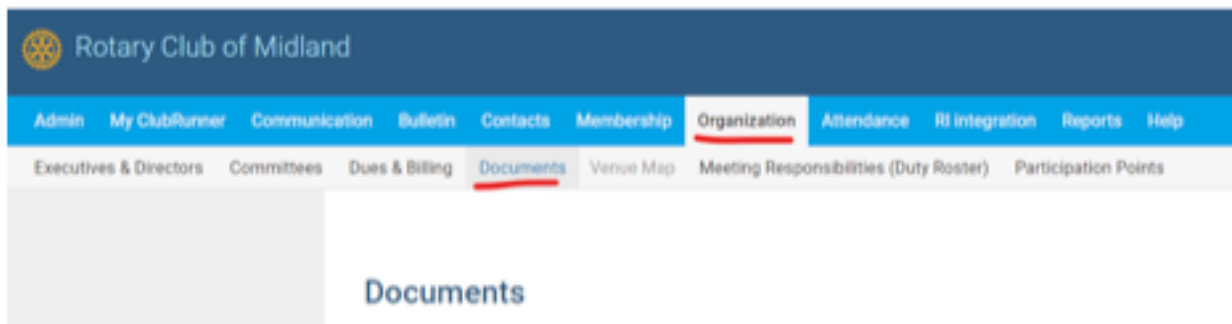 Rotary Club of Midland
Admin My ClubRunner Communication Bulletin Contacts Membership Organization Attendance RI Integration Reports Help
Executives & Directors Committees Dues & Billing Documents Venue Map Meeting Responsibilities (Duty Roster) Participation Points
Documents